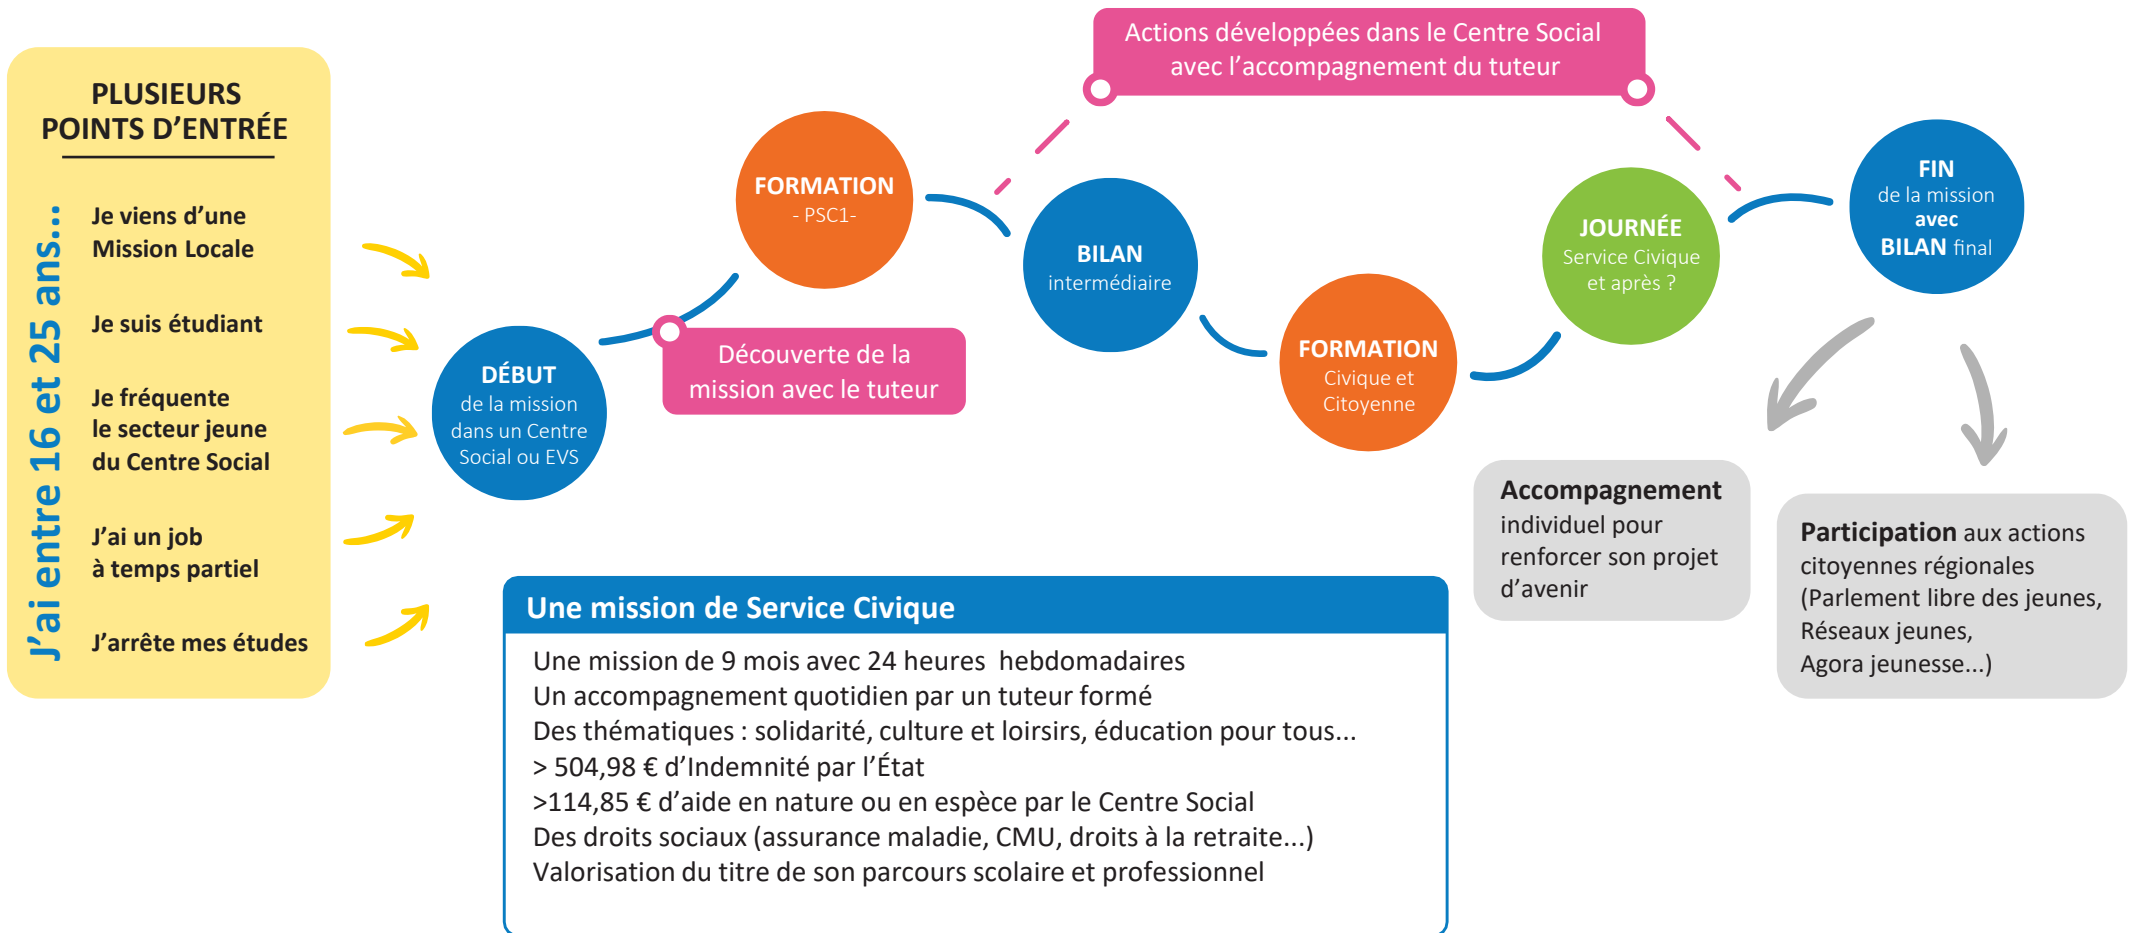 PLUSIEURS
POINTS D'ENTRÉE
J'ai entre 16 et 25 ans...
Je viens d'une
Mission Locale
Je suis étudiant
Je fréquente
le secteur jeune
du Centre Social
J'ai un job
à temps partiel
J'arrête mes études
DÉBUT
de la mission
dans un Centre
Social ou EVS
Découverte de la
mission avec le tuteur
FORMATION
- PSC1-
Actions développées dans le Centre Social
avec l'accompagnement du tuteur
BILAN
intermédiaire
FORMATION
Civique et
Citoyenne
JOURNÉE
Service Civique
et après ?
FIN
de la mission
avec
BILAN final
Accompagnement
individuel pour
renforcer son projet
d'avenir
Participation aux actions
citoyennes régionales
(Parlement libre des jeunes,
Réseaux jeunes,
Agora jeunesse...)
Une mission de Service Civique
Une mission de 9 mois avec 24 heures  hebdomadaires
Un accompagnement quotidien par un tuteur formé
Des thématiques : solidarité, culture et loirsirs, éducation pour tous...
> 504,98 € d'Indemnité par l'État
>114,85 € d'aide en nature ou en espèce par le Centre Social
Des droits sociaux (assurance maladie, CMU, droits à la retraite...)
Valorisation du titre de son parcours scolaire et professionnel